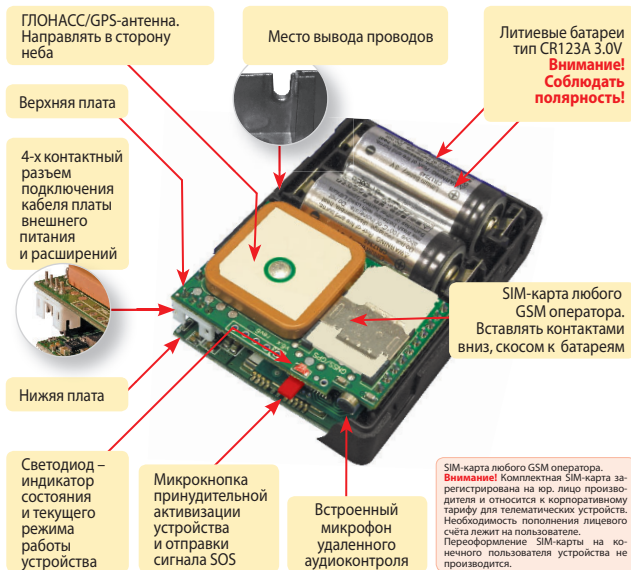 ГЛОНАСС/GPS-антенна.
Направлять в сторону
неба
Место вывода проводов
Литиевые батареи
тип CR123A 3.0V
Внимание!
Соблюдать
полярность!
Верхняя плата
4-х контактный
разъем
подключения
кабеля платы
внешнего
питания
и расширений
SIM-карта любого
GSM оператора.
Вставлять контактами
вниз, скосом к батареям
GNSS/GPS
Нижняя плата
Светодиод –
индикатор
состояния
и текущего
режима
работы
устройства
Микрокнопка
принудительной
активизации
устройства
и отправки
сигнала SOS
Встроенный
микрофон
удаленного
аудиоконтроля
SIM-карта любого GSM оператора.
Внимание! Комплектная SIM-карта за-
регистрирована на юр. лицо произво-
дителя и относится к корпоративному
тарифу для телематических устройств.
Необходимость пополнения лицевого
счёта лежит на пользователе.
Переоформление SIM-карты на ко-
нечного пользователя устройства не
производится.